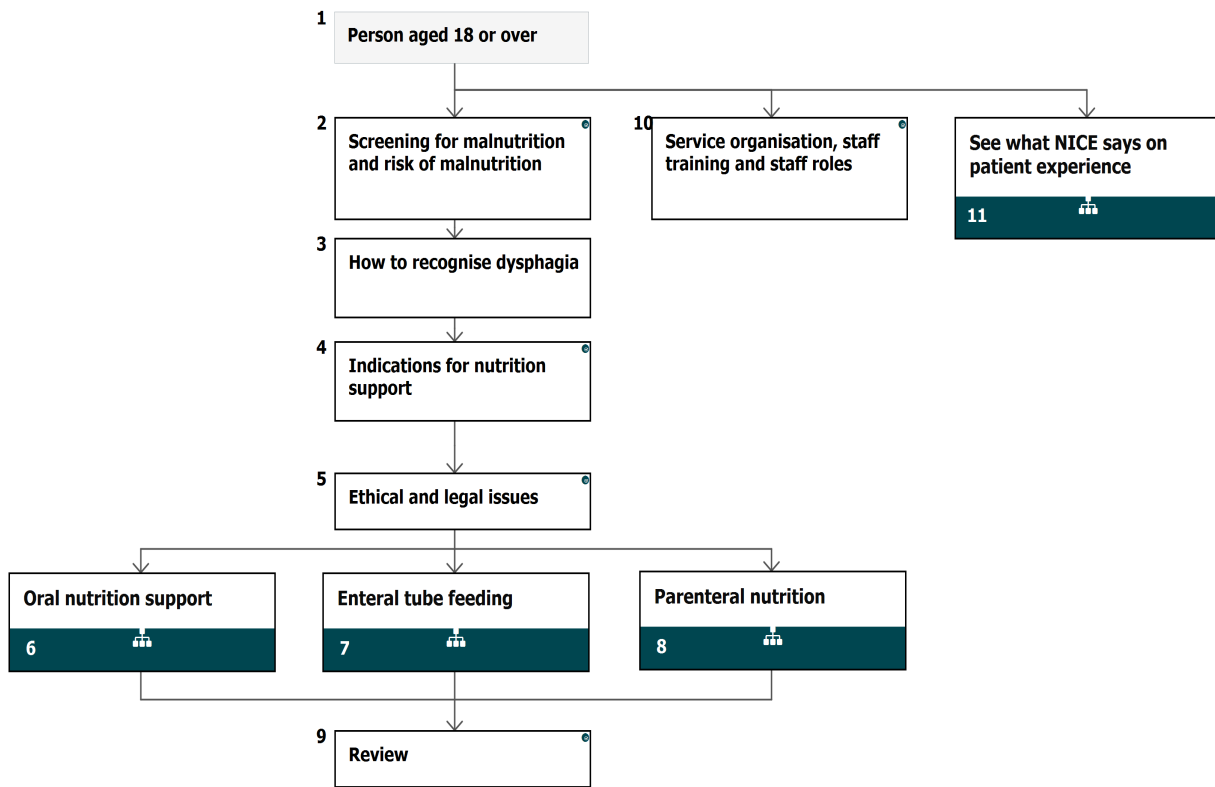 1
Person aged 18 or over
2
Screening for malnutrition
and risk of malnutrition
10
Service organisation, staff
training and staff roles
See what NICE says on
patient experience
11
3
How to recognise dysphagia
4
Indications for nutrition
support
5
Ethical and legal issues
Oral nutrition support
6
Enteral tube feeding
7
Parenteral nutrition
8
9
Review